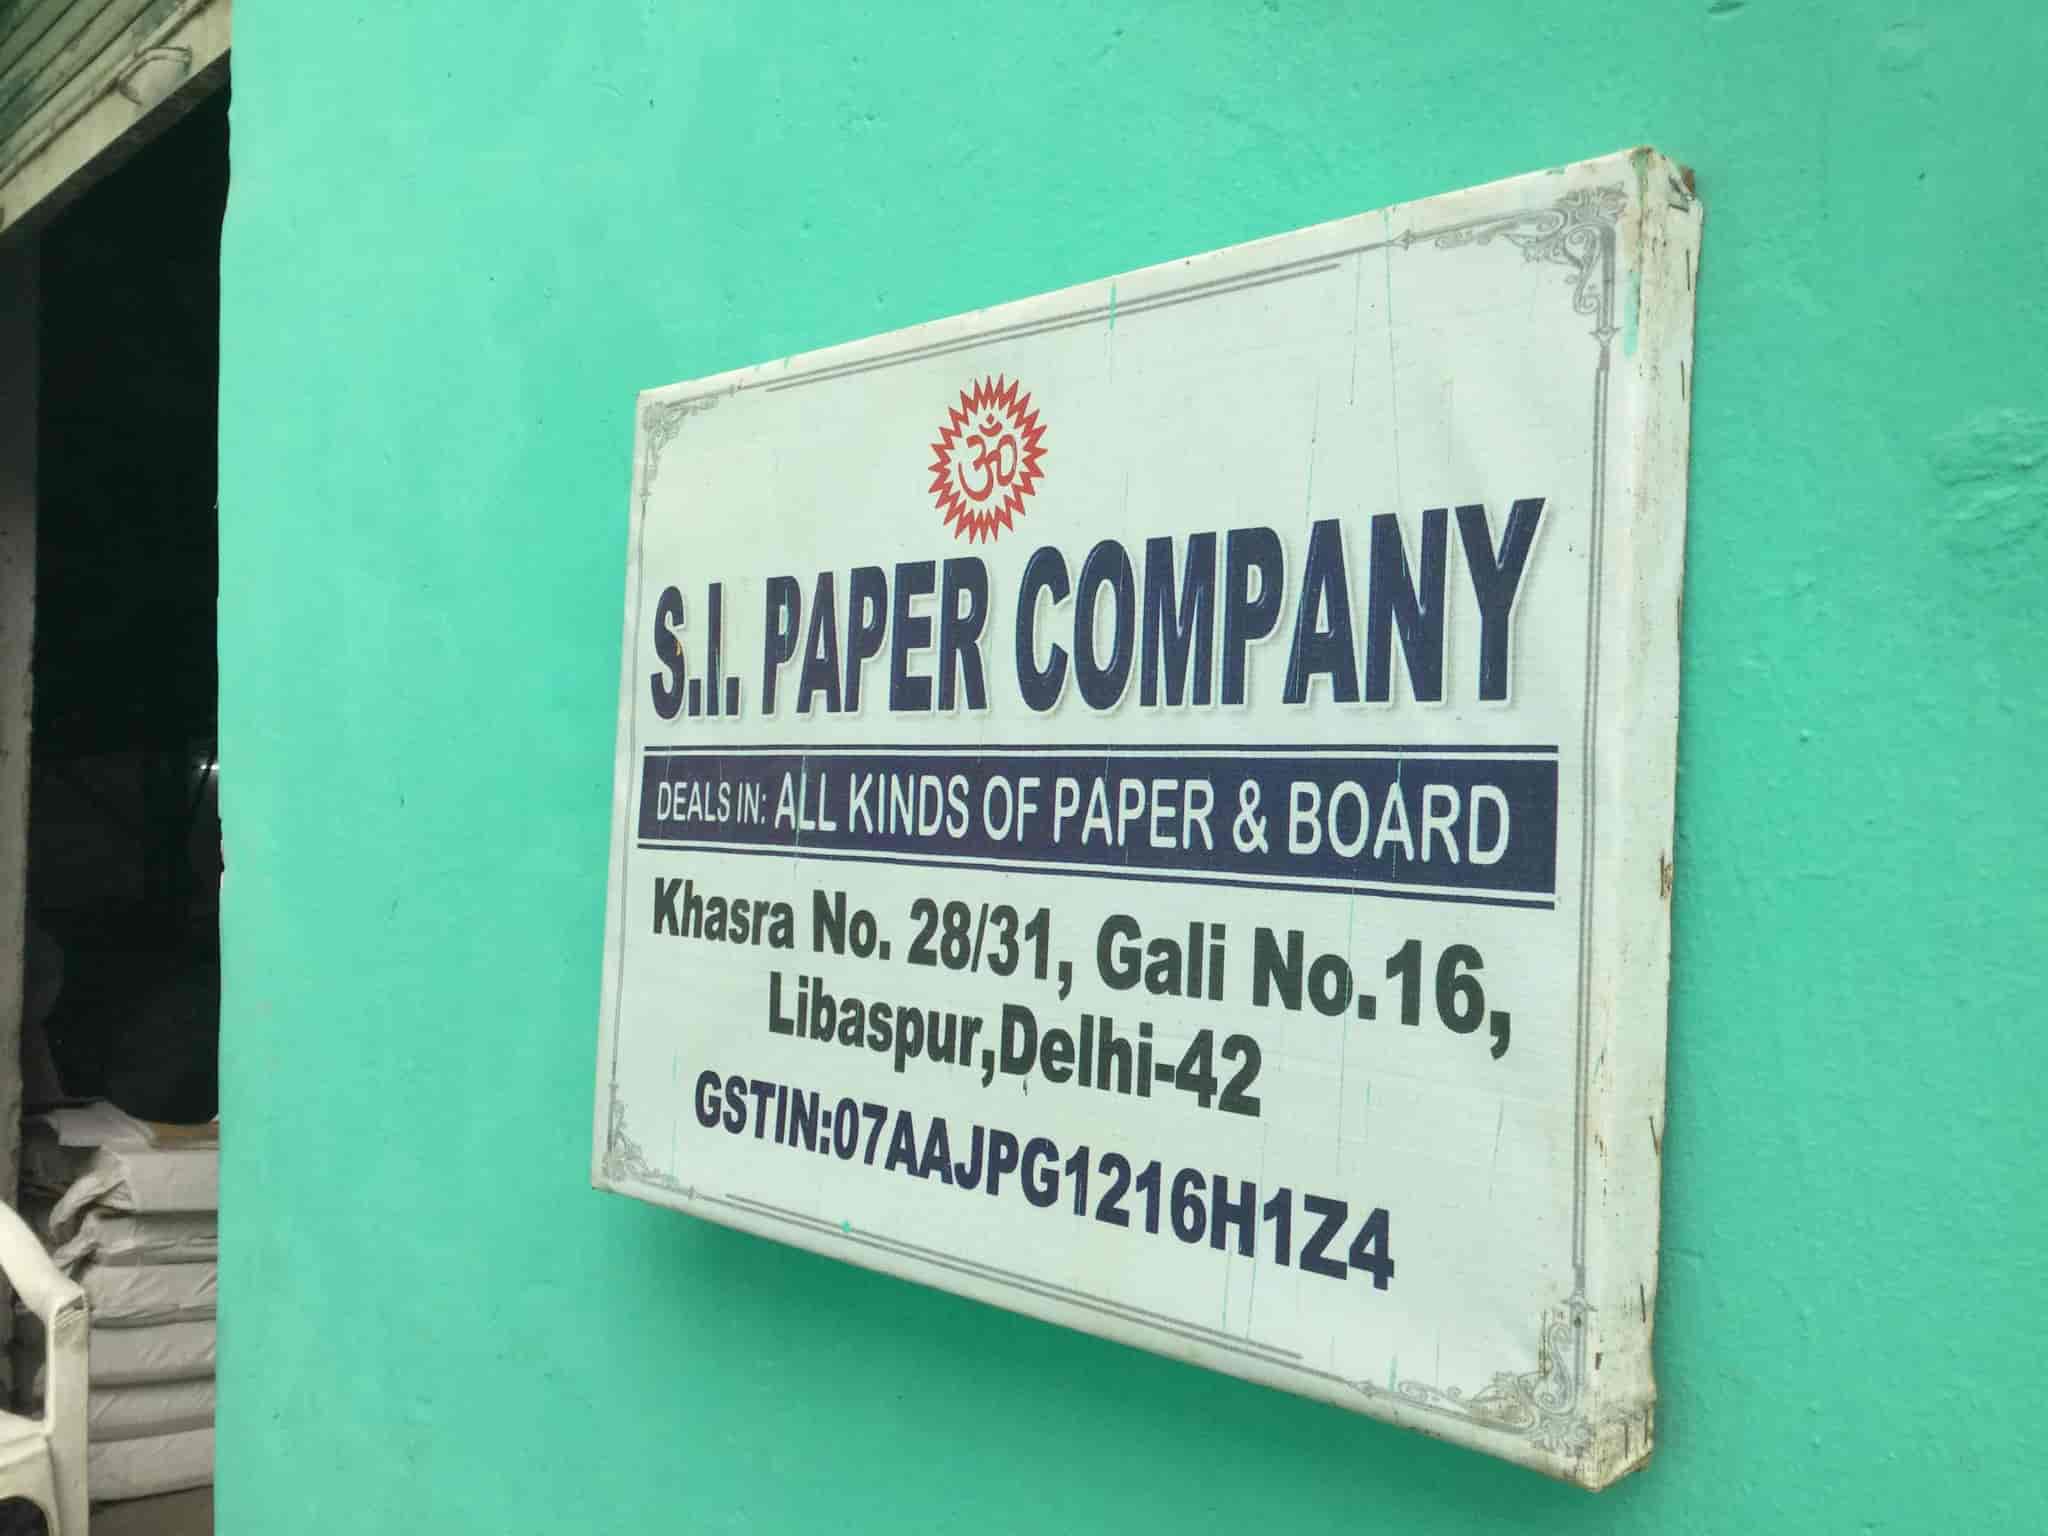 ॐ
S.I. PAPER COMPANY
DEALS IN: ALL KINDS OF PAPER & BOARD
Khasra No. 28/31, Gali No.16,
Libaspur,Delhi-42
GSTIN:07AAJPG1216H1Z4